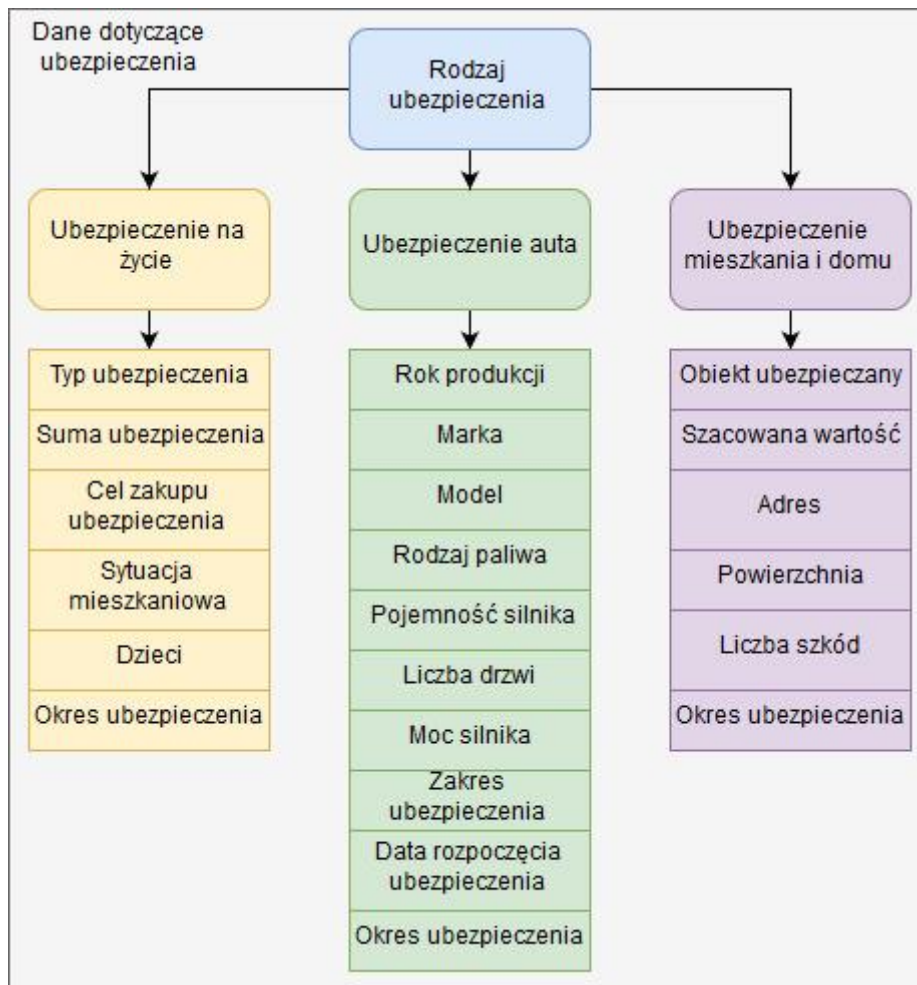 Dane dotyczące
ubezpieczenia
Rodzaj
ubezpieczenia
Ubezpieczenie na
życie
Typ ubezpieczenia
Suma ubezpieczenia
Cel zakupu
ubezpieczenia
Sytuacja
mieszkaniowa
Dzieci
Okres ubezpieczenia
Ubezpieczenie auta
Rok produkcji
Marka
Model
Rodzaj paliwa
Pojemność silnika
Liczba drzwi
Moc silnika
Zakres
ubezpieczenia
Data rozpoczęcia
ubezpieczenia
Okres ubezpieczenia
Ubezpieczenie
mieszkania i domu
Obiekt ubezpieczany
Szacowana wartość
Adres
Powierzchnia
Liczba szkód
Okres ubezpieczenia